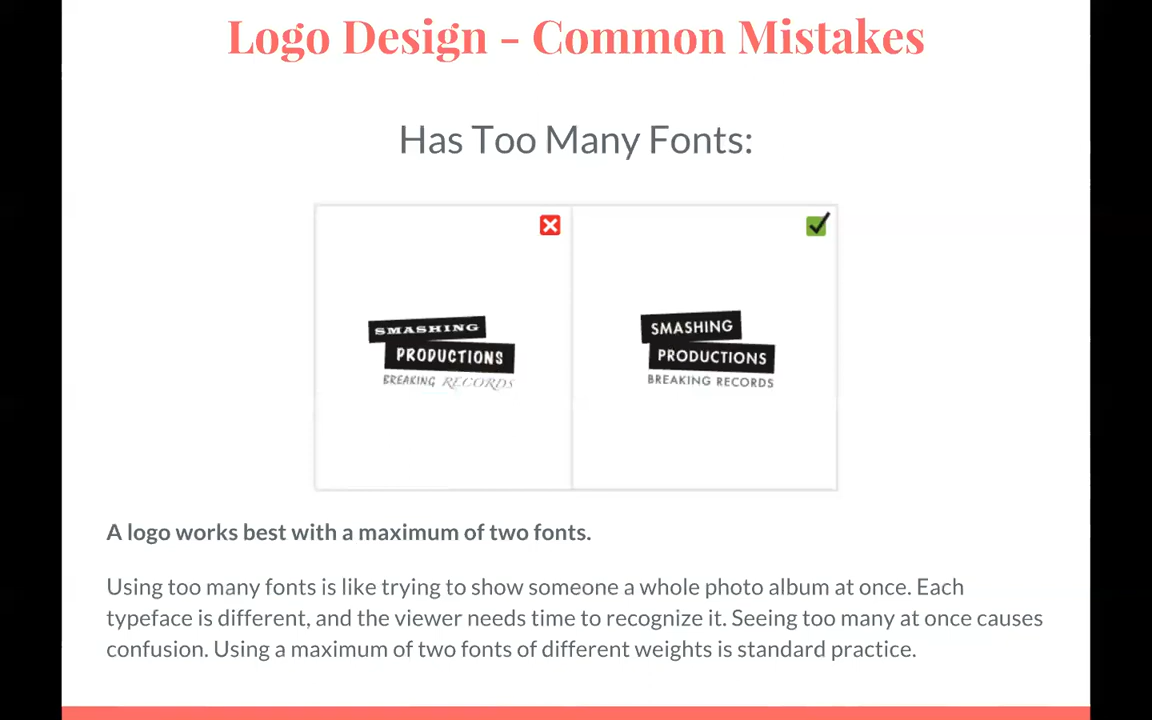 Logo Design - Common Mistakes
Has Too Many Fonts:
SMASHING
PRODUCTIONS
BREAKING RECORDS
SMASHING
PRODUCTIONS
BREAKING RECORDS
A logo works best with a maximum of two fonts.
Using too many fonts is like trying to show someone a whole photo album at once. Each
typeface is different, and the viewer needs time to recognize it. Seeing too many at once causes
confusion. Using a maximum of two fonts of different weights is standard practice.